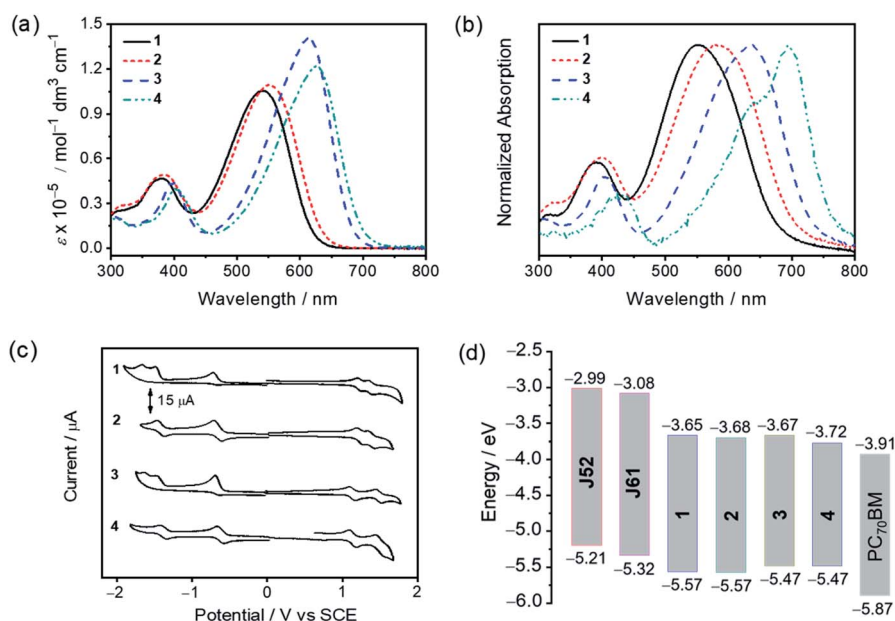 (a)
1.5
1.2
0.9
0.6
0.3
0.0
ε x 10⁻⁵ / mol⁻¹ dm³ cm⁻¹
1
2
3
4
300 400 500 600 700 800
Wavelength / nm
(b)
Normalized Absorption
1
2
3
4
300 400 500 600 700 800
Wavelength / nm
(c)
Current / μA
1
15 μA
2
3
4
−2 −1 0 1 2
Potential / V vs SCE
(d)
Energy / eV
−2.5
−3.0
−3.5
−4.0
−4.5
−5.0
−5.5
−6.0
−2.99 −3.08 −3.65 −3.68 −3.67 −3.72 −3.91
J52 J61 1 2 3 4 PC₇₀BM
−5.21 −5.32 −5.57 −5.57 −5.47 −5.47 −5.87